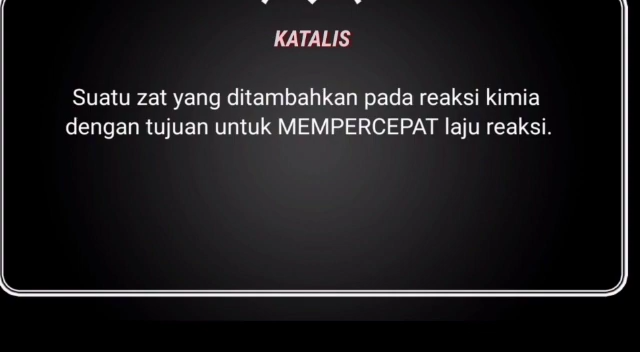 KATALIS
Suatu zat yang ditambahkan pada reaksi kimia
dengan tujuan untuk MEMPERCEPAT laju reaksi.